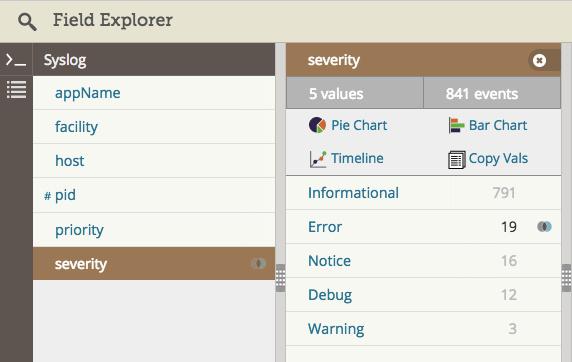 Field Explorer
Syslog
appName
facility
host
# pid
priority
severity
severity
5 values 841 events
Pie Chart Bar Chart
Timeline Copy Vals
Informational 791
Error 19
Notice 16
Debug 12
Warning 3